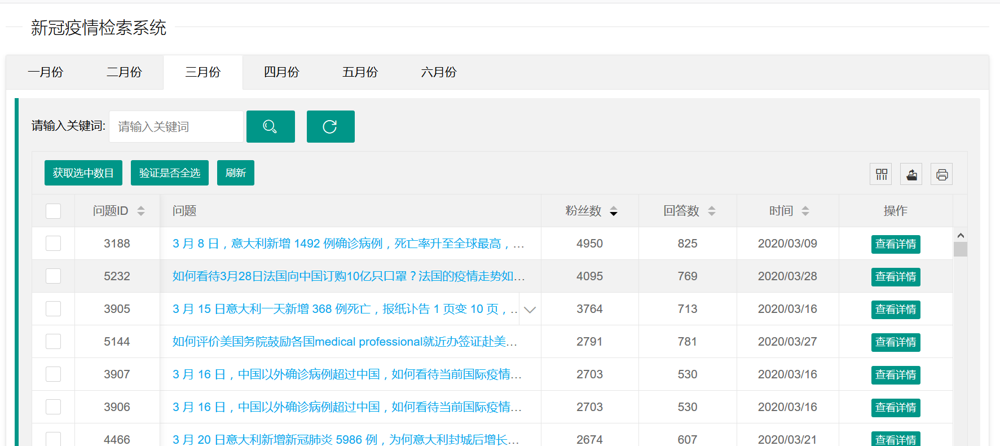 新冠疫情检索系统
一月份 二月份 三月份 四月份 五月份 六月份
请输入关键词: 请输入关键词
获取选中数目 验证是否全选 刷新
问题ID 问题 粉丝数 回答数 时间 操作
3188 3 月 8 日，意大利新增 1492 例确诊病例，死亡率升至全球最高，... 4950 825 2020/03/09 查看详情
5232 如何看待3月28日法国向中国订购10亿只口罩？法国的疫情走势如... 4095 769 2020/03/28 查看详情
3905 3 月 15 日意大利一天新增 368 例死亡，报纸讣告 1 页变 10 页，.. 3764 713 2020/03/16 查看详情
5144 如何评价美国务院鼓励各国medical professional就近办签证赴美... 2791 781 2020/03/27 查看详情
3907 3 月 16 日，中国以外确诊病例超过中国，如何看待当前国际疫情... 2703 530 2020/03/16 查看详情
3906 3 月 16 日，中国以外确诊病例超过中国，如何看待当前国际疫情... 2703 530 2020/03/16 查看详情
4466 3 月 20 日意大利新增新冠肺炎 5986 例，为何意大利封城后增长... 2674 607 2020/03/21 查看详情